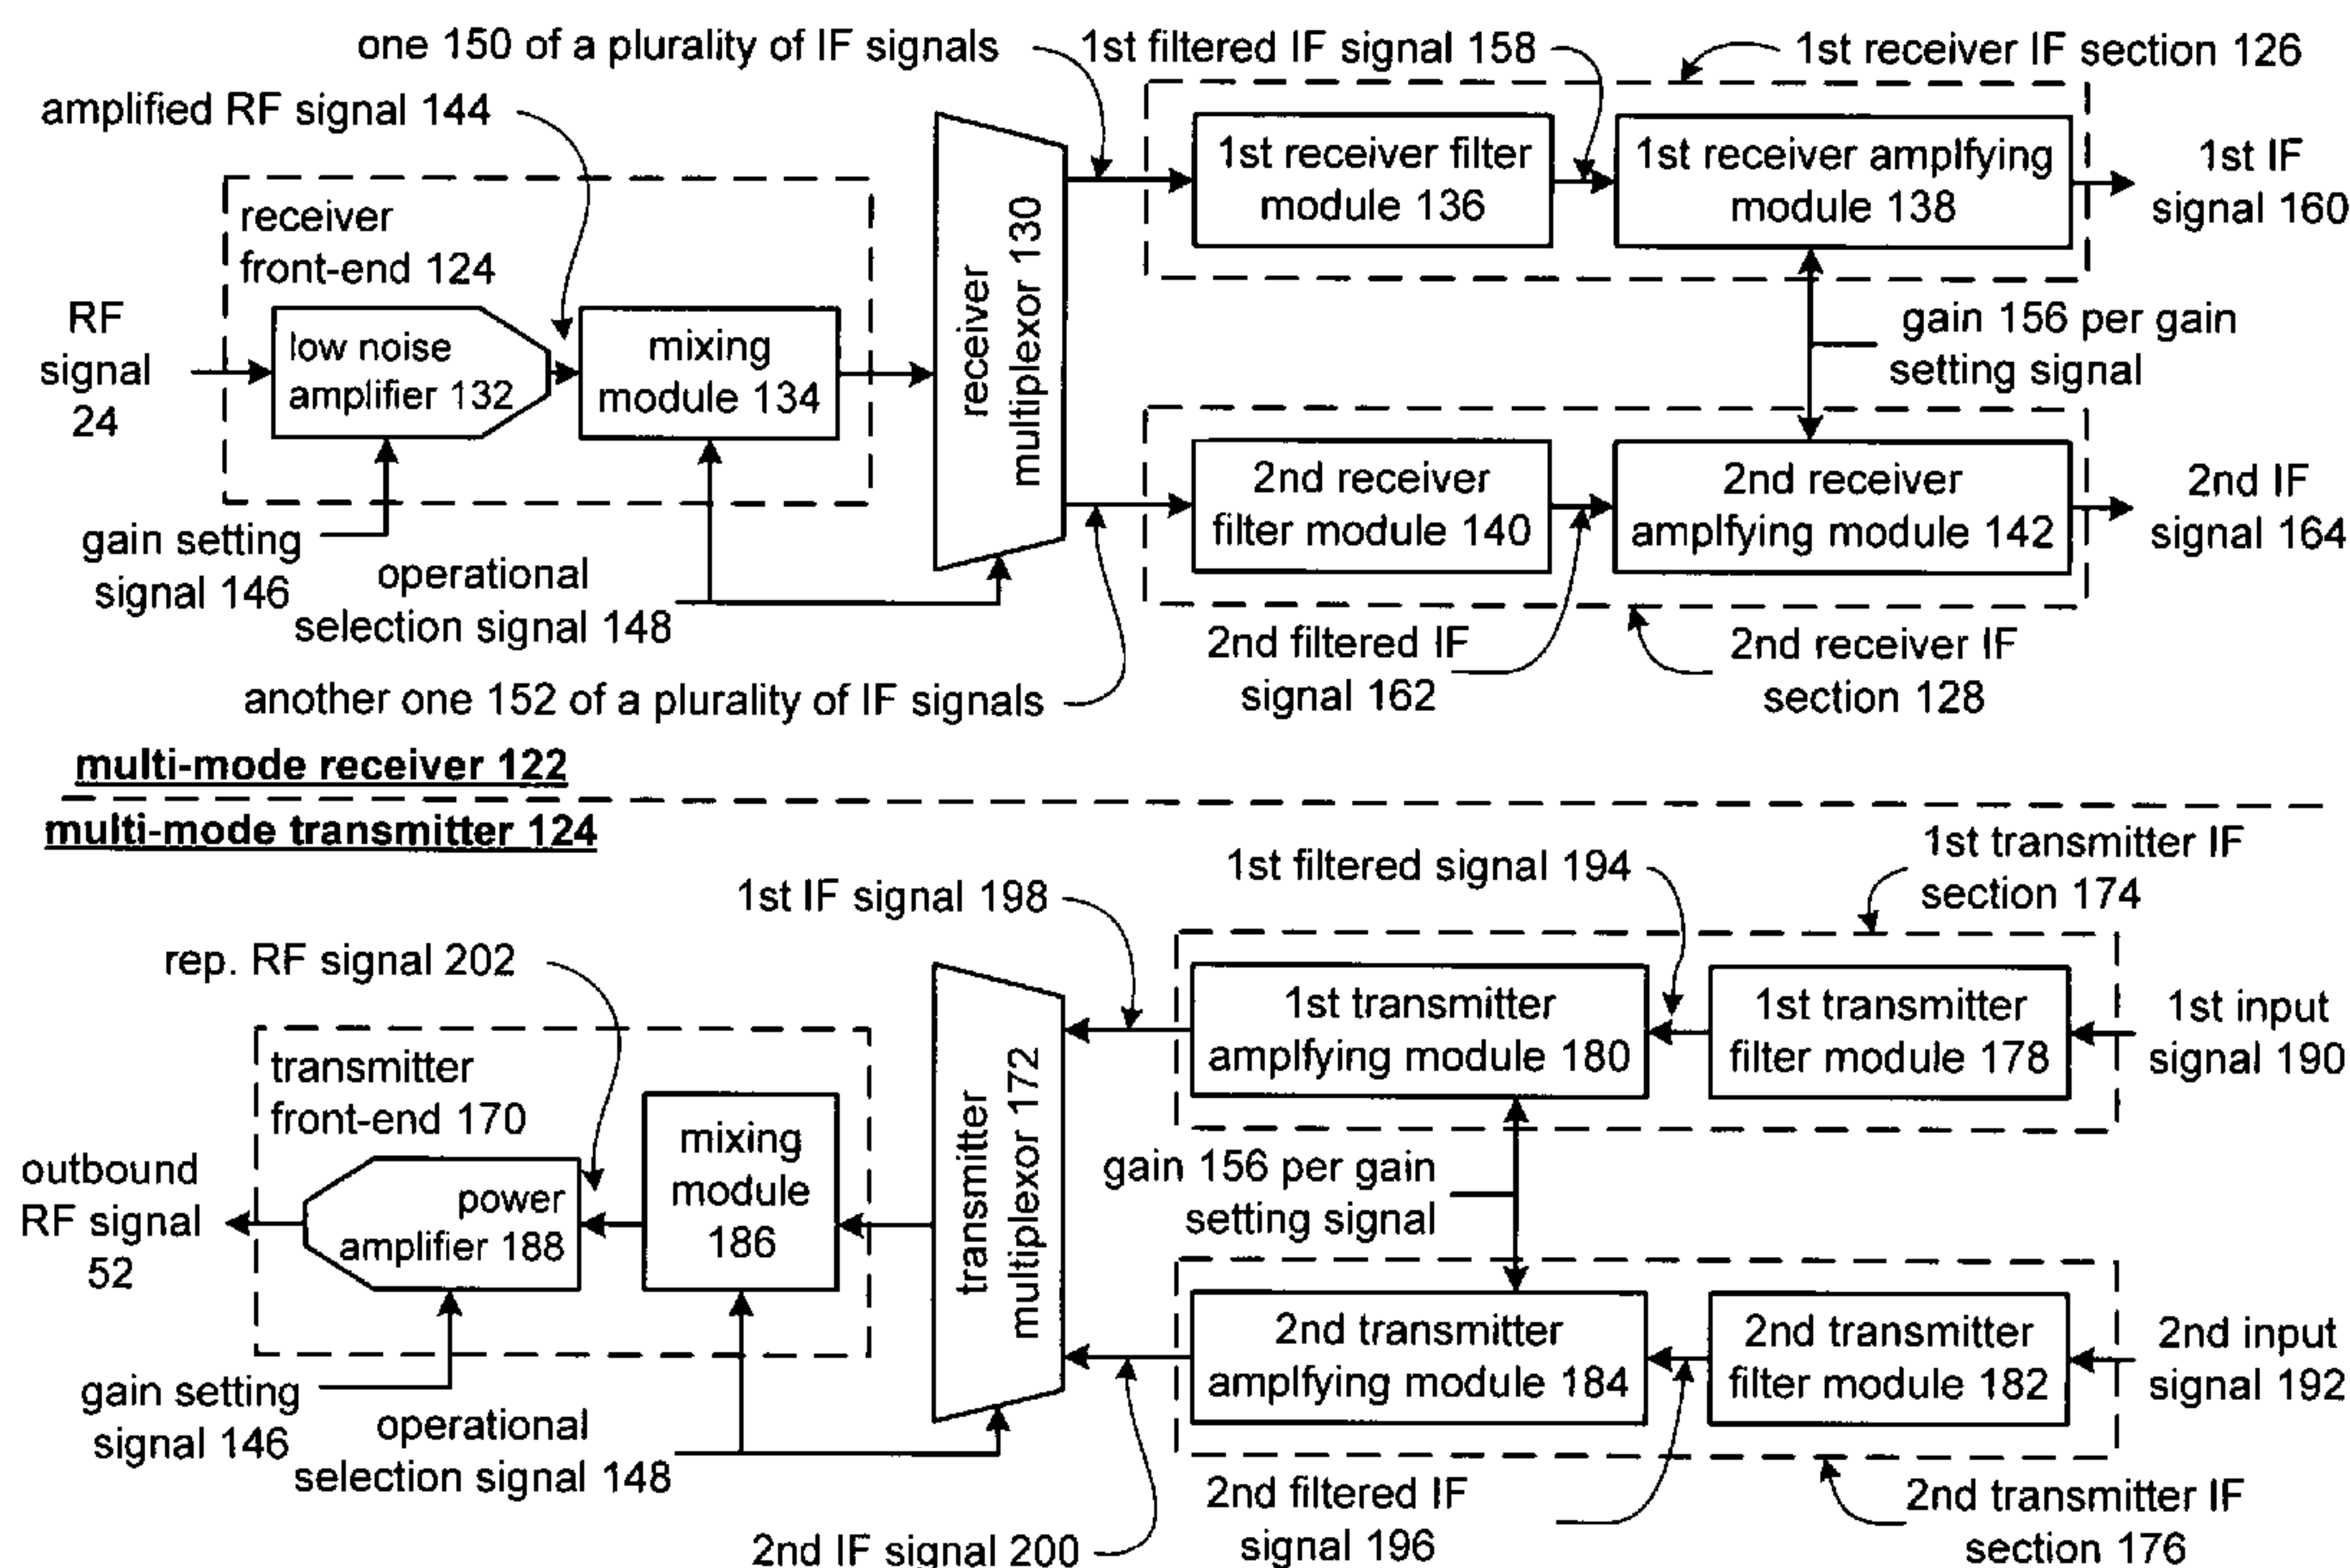 one 150 of a plurality of IF signals
1st filtered IF signal 158
1st receiver IF section 126
amplified RF signal 144
receiver
front-end 124
RF
signal
24
low noise
amplifier 132
mixing
module 134
receiver
multiplexor 130
1st receiver filter
module 136
1st receiver amplfying
module 138
1st IF
signal 160
gain 156 per gain
setting signal
2nd receiver
filter module 140
2nd receiver
amplfying module 142
2nd IF
signal 164
gain setting
signal 146
operational
selection signal 148
2nd filtered IF
signal 162
2nd receiver IF
section 128
another one 152 of a plurality of IF signals
multi-mode receiver 122
multi-mode transmitter 124
1st transmitter IF
section 174
1st filtered signal 194
1st IF signal 198
rep. RF signal 202
transmitter
front-end 170
outbound
RF signal
52
power
amplifier 188
mixing
module
186
transmitter
multiplexor 172
1st transmitter
amplfying module 180
1st transmitter
filter module 178
1st input
signal 190
gain 156 per gain
setting signal
2nd transmitter
amplfying module 184
2nd transmitter
filter module 182
2nd input
signal 192
gain setting
signal 146
operational
selection signal 148
2nd IF signal 200
2nd filtered IF
signal 196
2nd transmitter IF
section 176